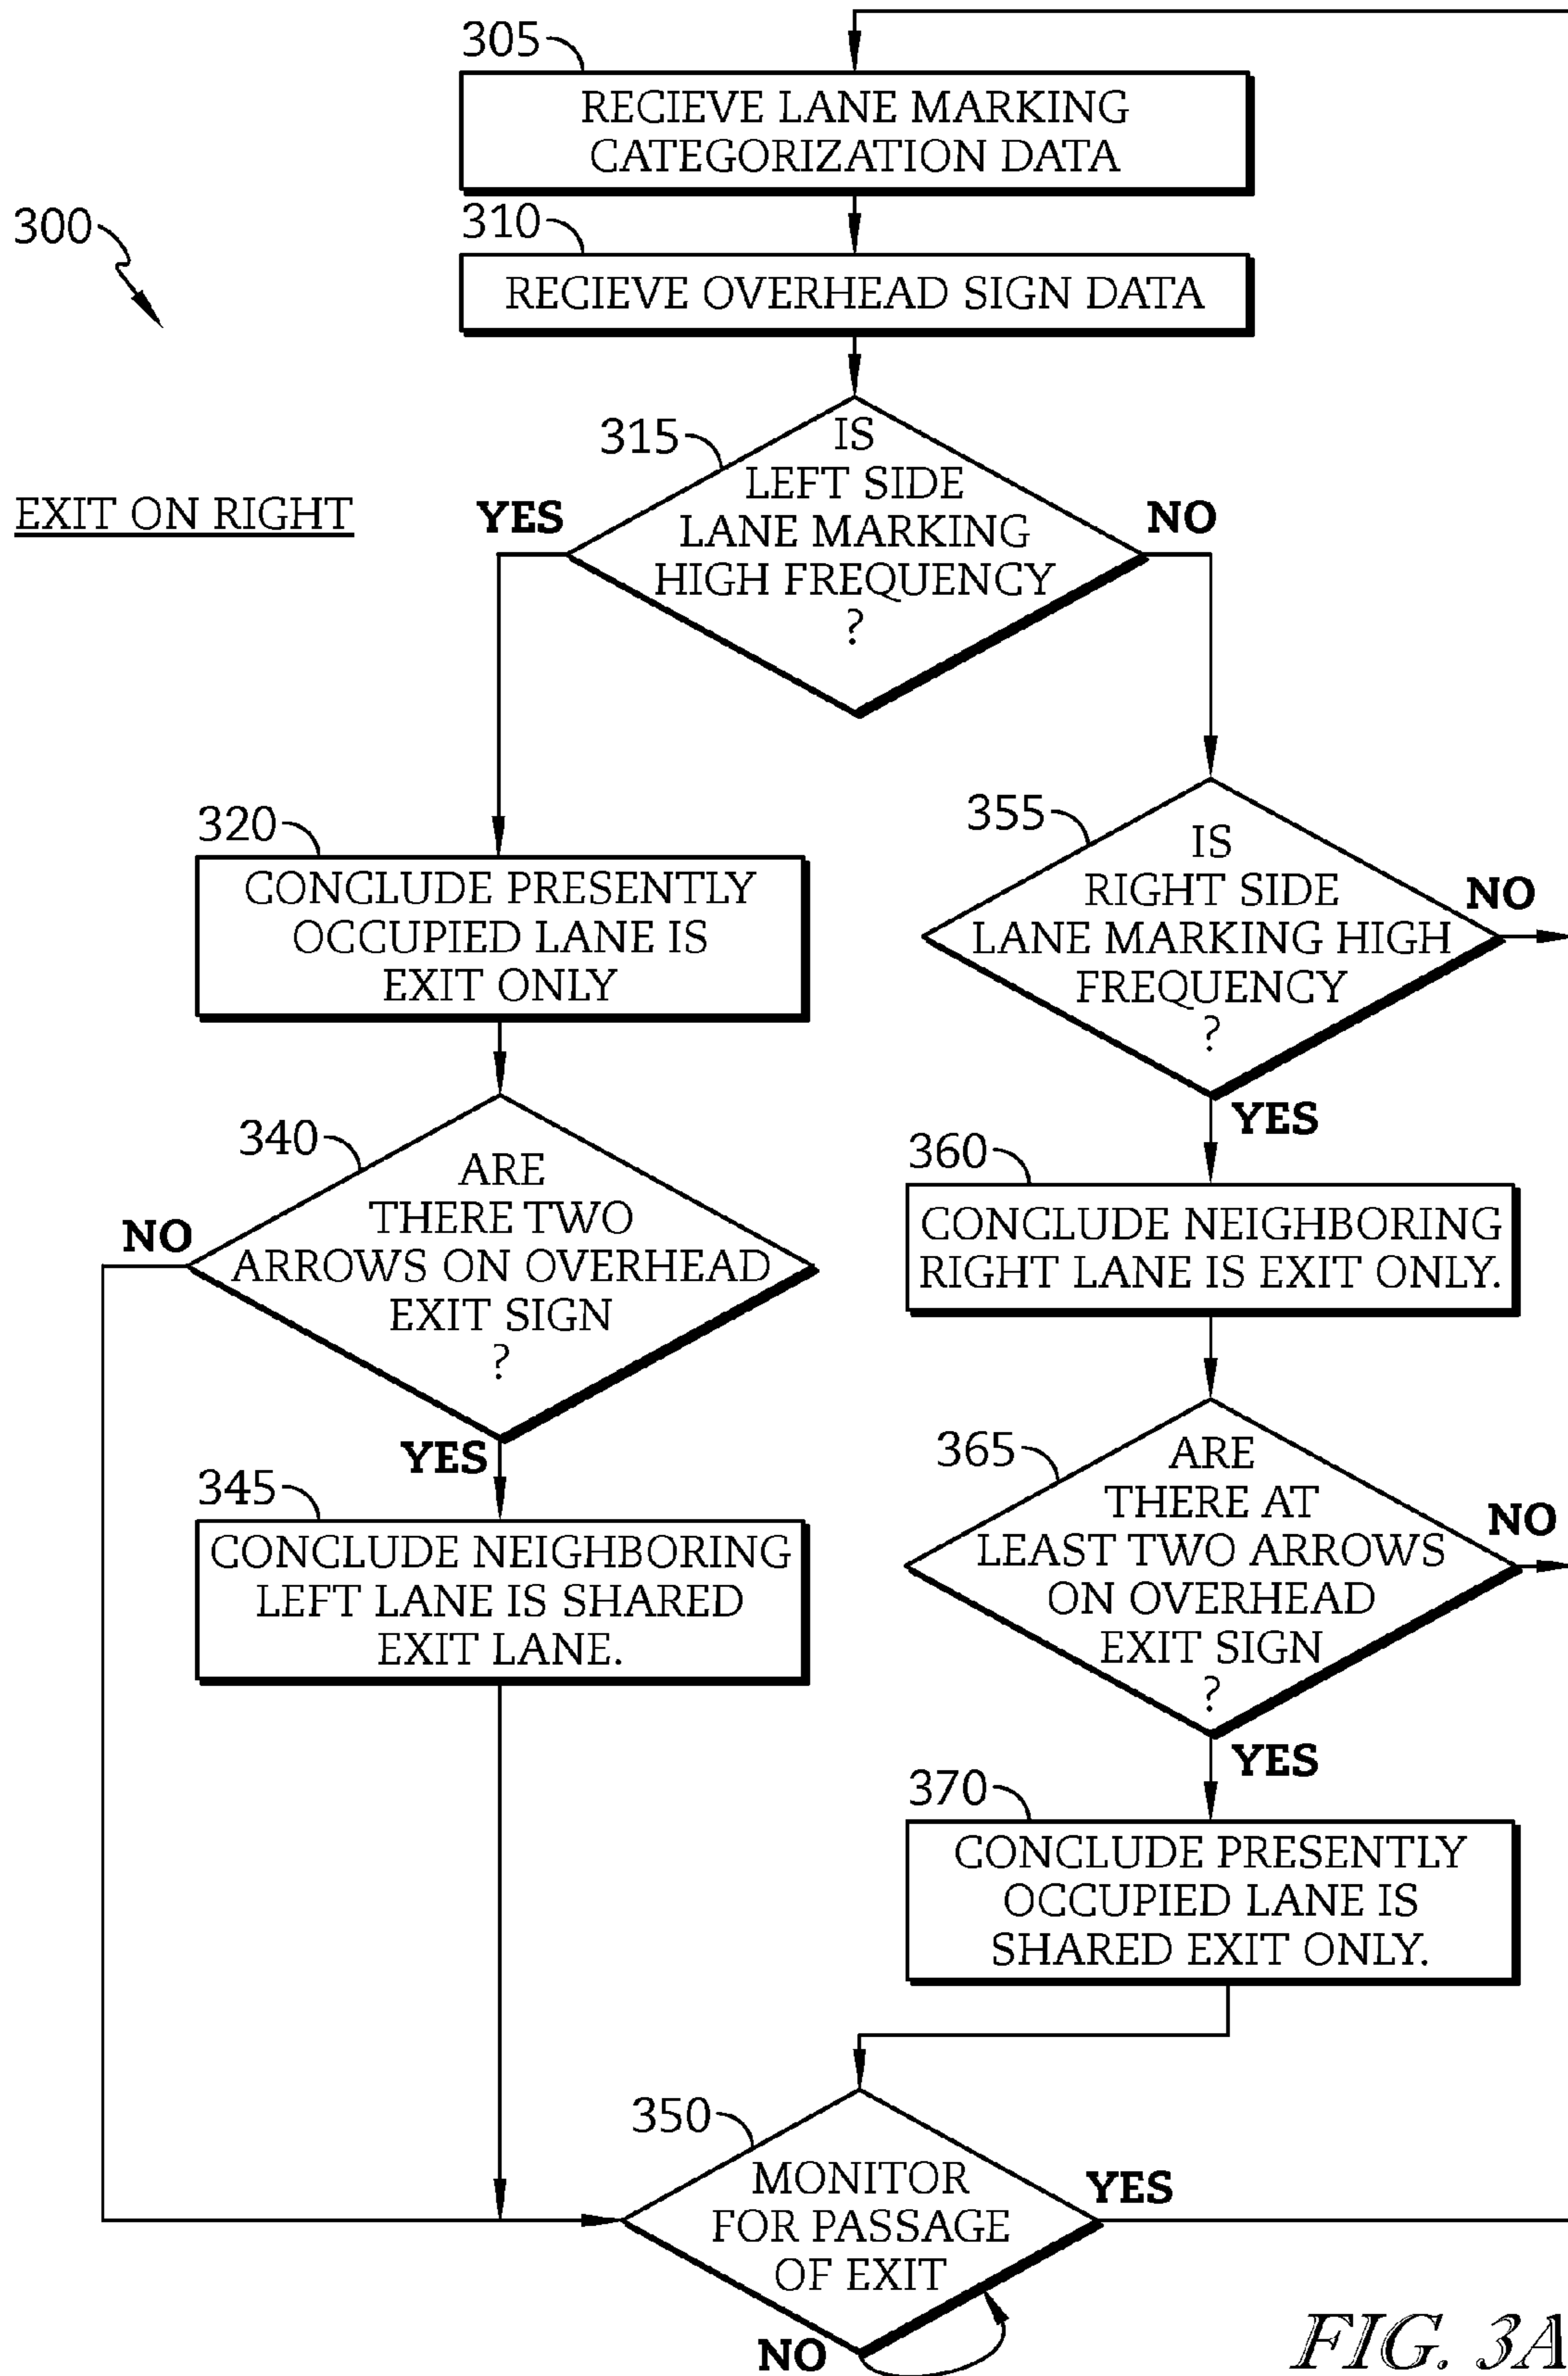 305
RECIEVE LANE MARKING
CATEGORIZATION DATA
300
310
RECIEVE OVERHEAD SIGN DATA
315
IS
LEFT SIDE
LANE MARKING
HIGH FREQUENCY
?
EXIT ON RIGHT
YES
NO
320
CONCLUDE PRESENTLY
OCCUPIED LANE IS
EXIT ONLY
355
IS
RIGHT SIDE
LANE MARKING HIGH
FREQUENCY
?
NO
YES
340
ARE
THERE TWO
ARROWS ON OVERHEAD
EXIT SIGN
?
NO
YES
360
CONCLUDE NEIGHBORING
RIGHT LANE IS EXIT ONLY.
345
CONCLUDE NEIGHBORING
LEFT LANE IS SHARED
EXIT LANE.
365
ARE
THERE AT
LEAST TWO ARROWS
ON OVERHEAD
EXIT SIGN
?
NO
YES
370
CONCLUDE PRESENTLY
OCCUPIED LANE IS
SHARED EXIT ONLY.
350
MONITOR
FOR PASSAGE
OF EXIT
YES
NO
FIG. 3A